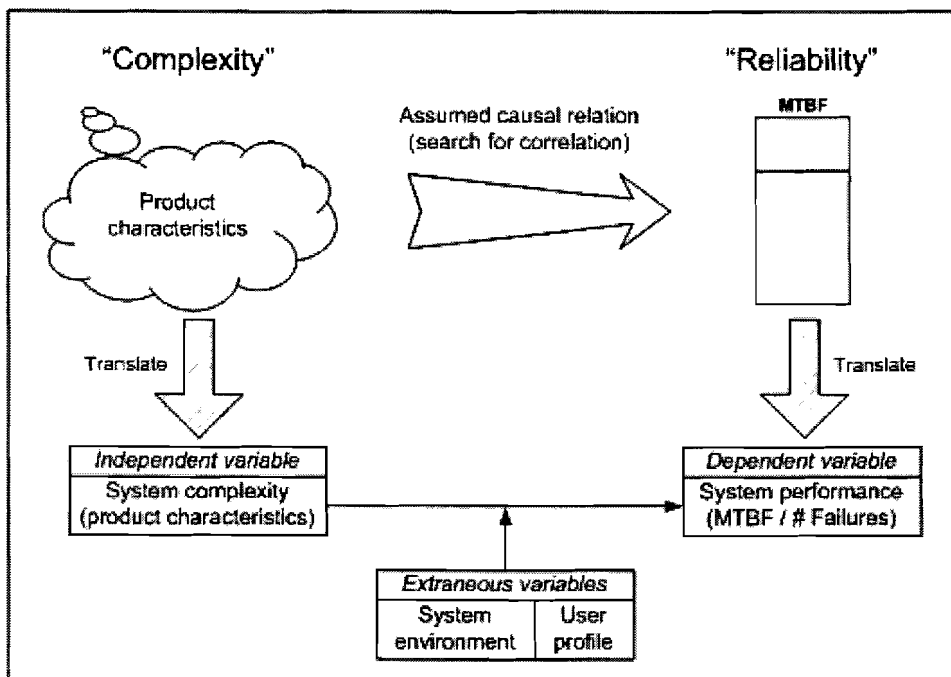 "Complexity"
"Reliability"
MTBF
Assumed causal relation
(search for correlation)
Product
characteristics
Translate
Translate
Independent variable
System complexity
(product characteristics)
Dependent variable
System performance
(MTBF / # Failures)
Extraneous variables
System
environment
User
profile